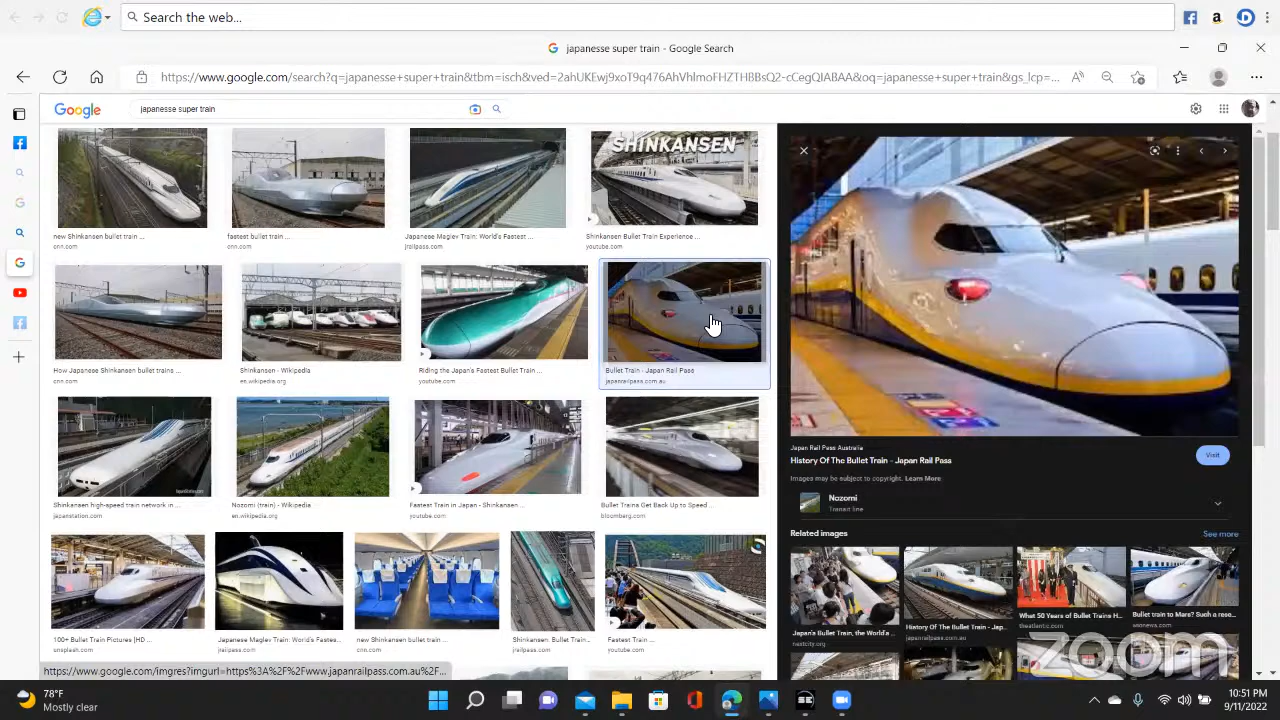 Search the web...
japanesse super train - Google Search
https://www.google.com/search?q=japanesse+super+train&tbm=isch&ved=2ahUKEwj9xoT9q476AhVhlmoFHZTHBBsQ2-cCegQIABAA&oq=japanesse+super+train&gs_lcp=...
Google
japanesse super train
SHINKANSEN
new Shinkansen bullet train ...
cnn.com
fastest bullet train ...
cnn.com
Japanese Maglev Train: World's Fastest ...
jrailpass.com
Shinkansen Bullet Train Experience ...
youtube.com
How Japanese Shinkansen bullet trains ...
cnn.com
Shinkansen - Wikipedia
en.wikipedia.org
Riding the Japan's Fastest Bullet Train ...
youtube.com
Bullet Train - Japan Rail Pass
japanrailpass.com.au
Shinkansen high-speed train network in ...
japanstation.com
Nozomi (train) - Wikipedia
en.wikipedia.org
Fastest Train in Japan - Shinkansen ...
youtube.com
Bullet Trains Get Back Up to Speed ...
bloomberg.com
100+ Bullet Train Pictures [HD ...
unsplash.com
Japanese Maglev Train: World's Fastes...
jrailpass.com
new Shinkansen bullet train ...
cnn.com
Shinkansen: Bullet Train...
jrailpass.com
Fastest Train ...
youtube.com
Japan Rail Pass Australia
History Of The Bullet Train - Japan Rail Pass
Visit
Images may be subject to copyright. Learn More
Nozomi
Transit line
Related images
See more
Japan's Bullet Train, the World's ...
nextcity.org
History Of The Bullet Train - Jap...
japanrailpass.com.au
What 50 Years of Bullet Trains H...
theatlantic.com
Bullet train to Mars? Such a rese...
wionews.com
zoom
https://www.google.com/imgres?imgurl=https%3A%2F%2Fwww.japanrailpass.com.au%2F...
78°F
Mostly clear
10:51 PM
9/11/2022